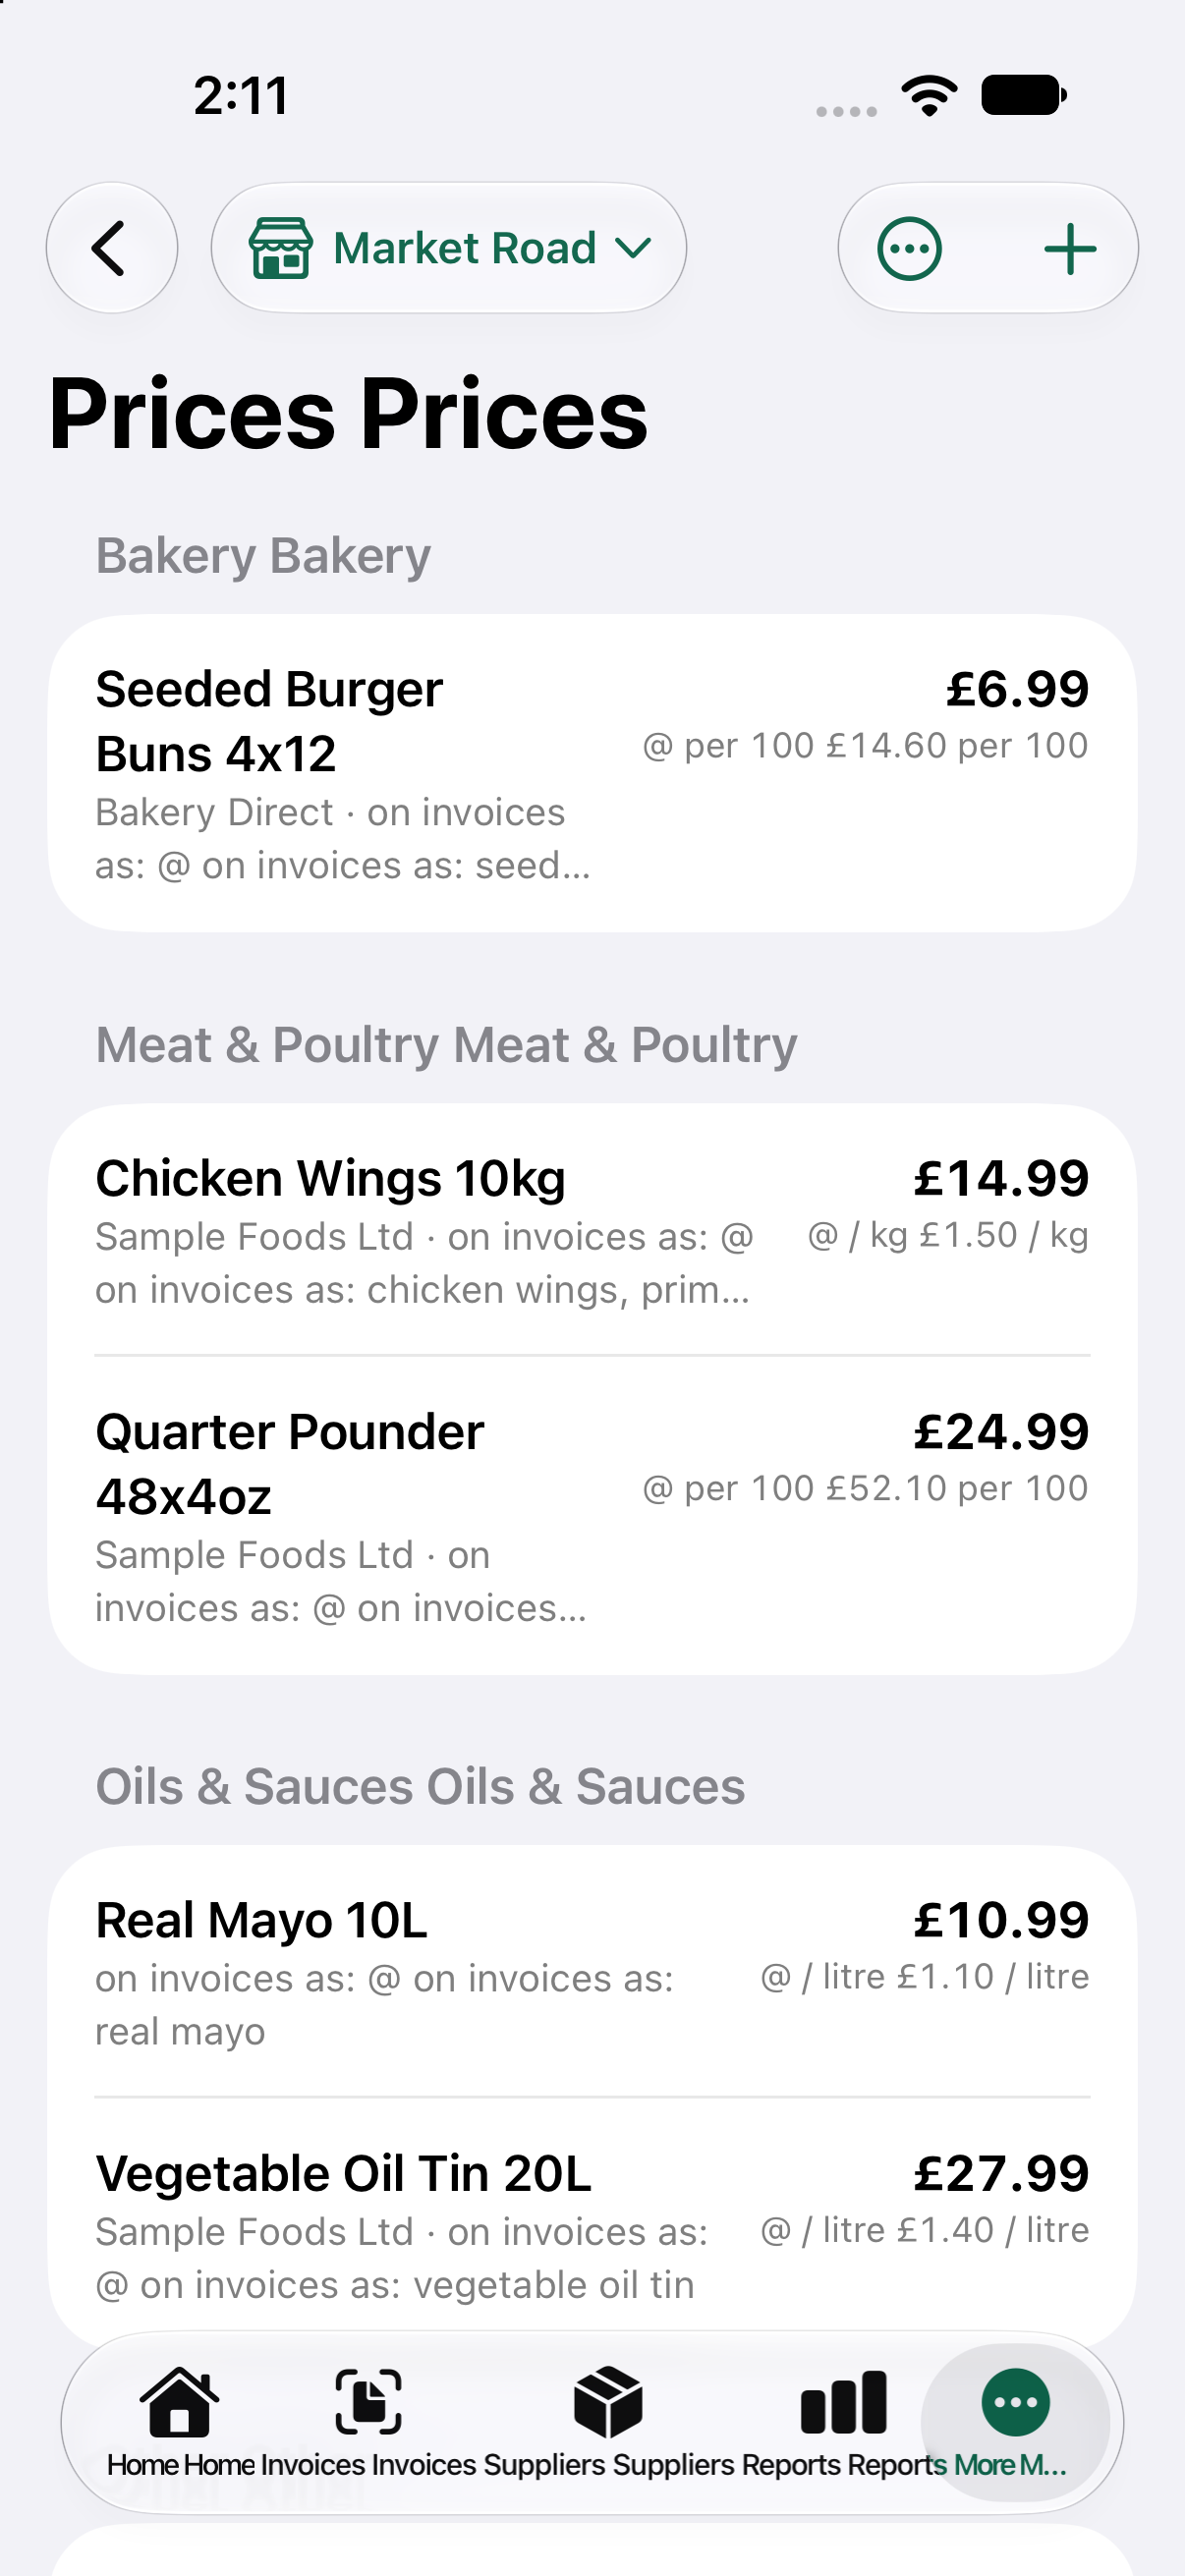 2:11
Market Road
Prices Prices
Bakery Bakery
Seeded Burger
Buns 4x12
£6.99
@ per 100 £14.60 per 100
Bakery Direct · on invoices
as: @ on invoices as: seed...
Meat & Poultry Meat & Poultry
Chicken Wings 10kg
£14.99
Sample Foods Ltd · on invoices as: @
on invoices as: chicken wings, prim...
@ / kg £1.50 / kg
Quarter Pounder
48x4oz
£24.99
@ per 100 £52.10 per 100
Sample Foods Ltd · on
invoices as: @ on invoices...
Oils & Sauces Oils & Sauces
Real Mayo 10L
£10.99
on invoices as: @ on invoices as:
real mayo
@ / litre £1.10 / litre
Vegetable Oil Tin 20L
£27.99
Sample Foods Ltd · on invoices as:
@ on invoices as: vegetable oil tin
@ / litre £1.40 / litre
Home Home Invoices Invoices Suppliers Suppliers Reports Reports More M...